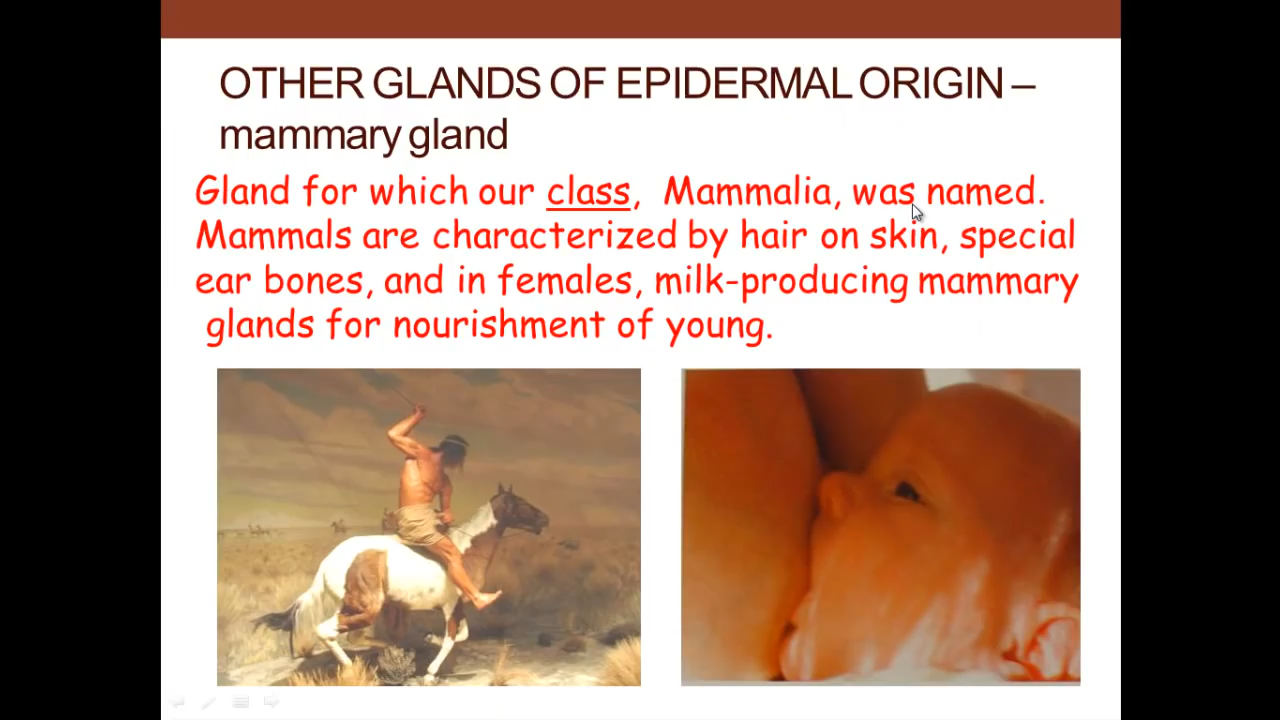 OTHER GLANDS OF EPIDERMAL ORIGIN –
mammary gland
Gland for which our class, Mammalia, was named.
Mammals are characterized by hair on skin, special
ear bones, and in females, milk-producing mammary
glands for nourishment of young.